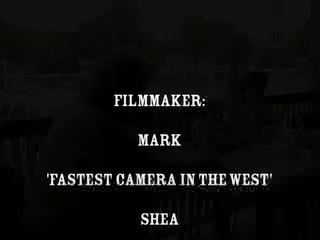 FILMMAKER:
MARK
'FASTEST CAMERA IN THE WEST'
SHEA